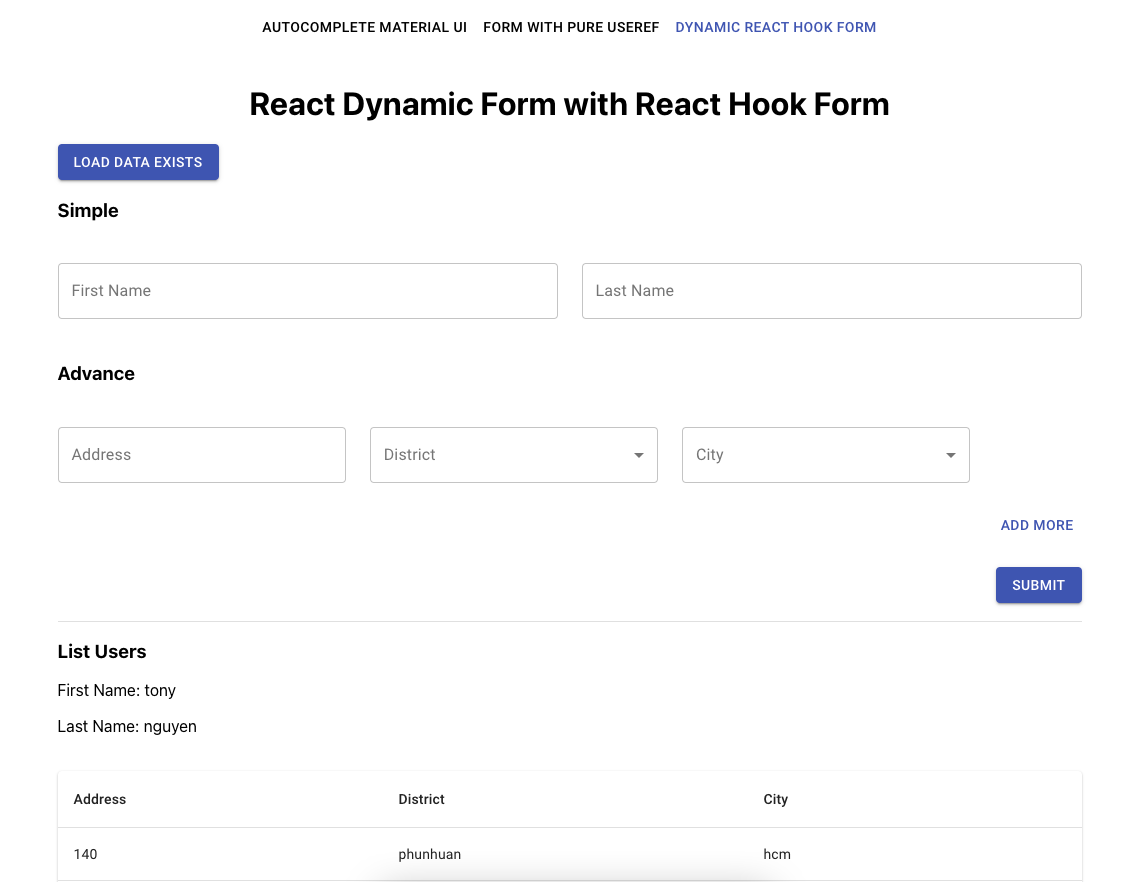 AUTOCOMPLETE MATERIAL UI FORM WITH PURE USEREF DYNAMIC REACT HOOK FORM
React Dynamic Form with React Hook Form
LOAD DATA EXISTS
Simple
First Name Last Name
Advance
Address District City
ADD MORE
SUBMIT
List Users
First Name: tony
Last Name: nguyen
Address District City
140 phunhuan hcm